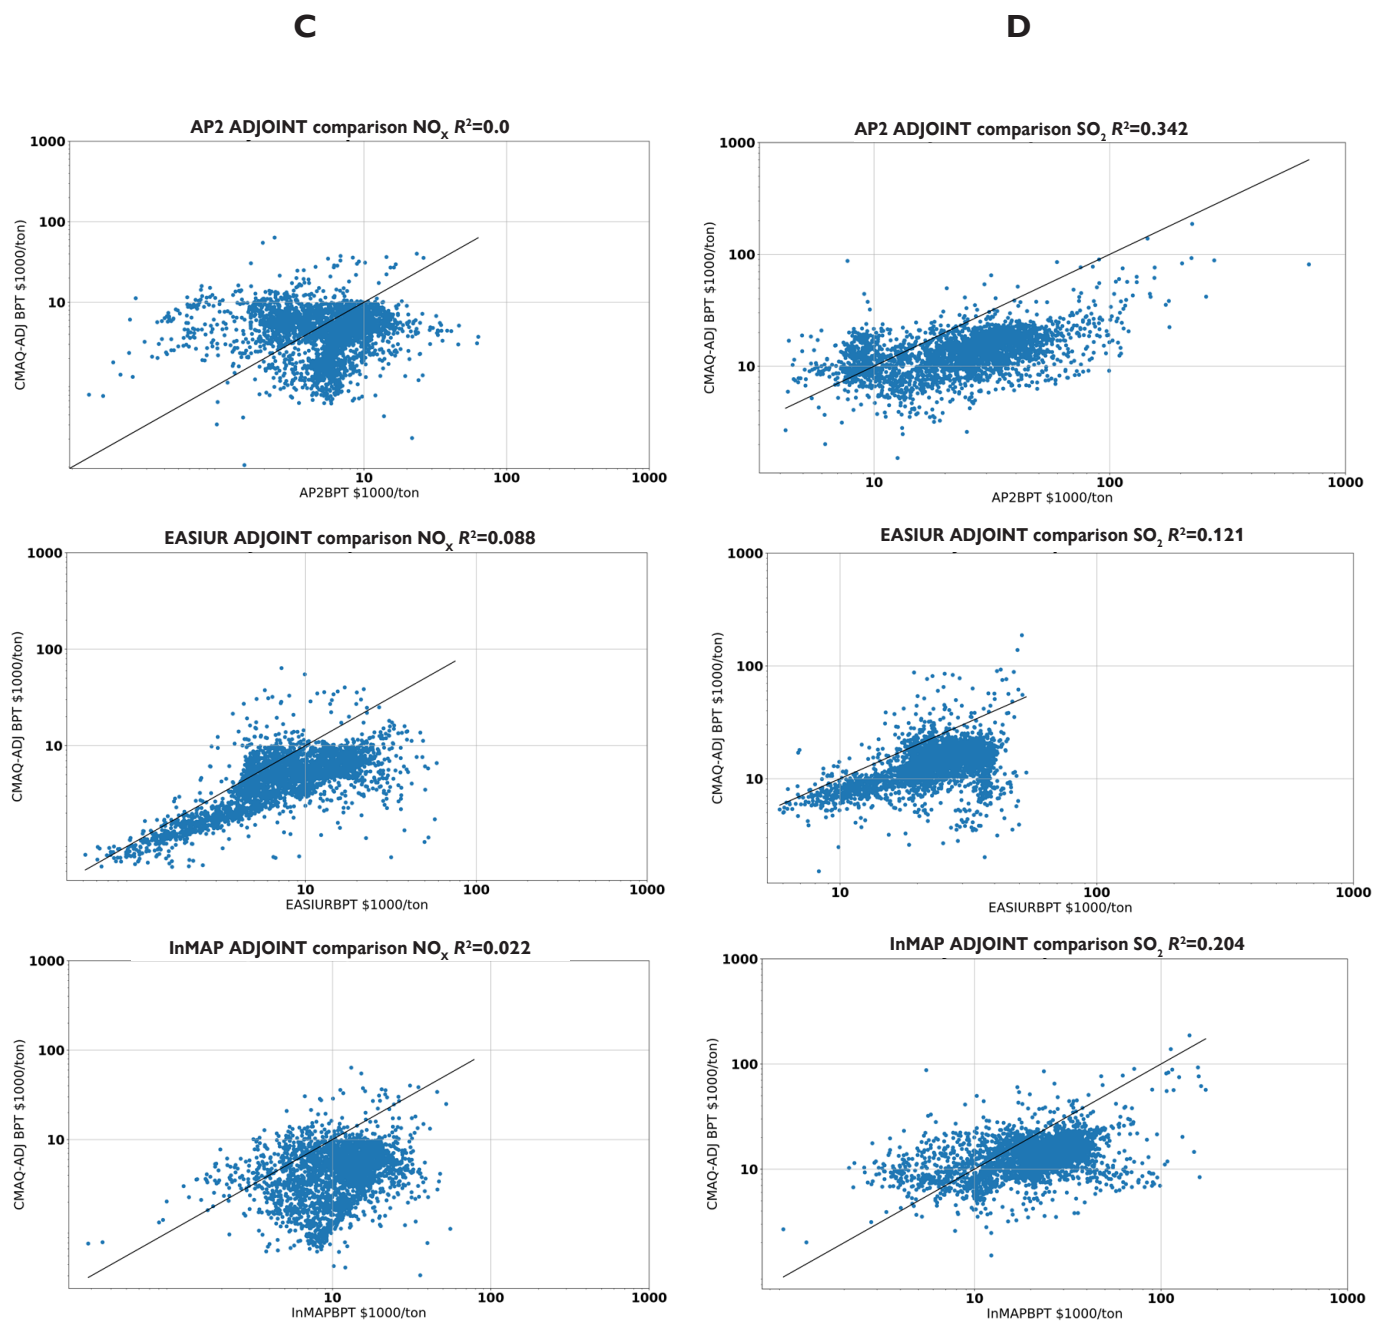 C
D
AP2 ADJOINT comparison NOx R²=0.0
1000
100
10
CMAQ-ADJ BPT $1000/ton)
10
100
1000
AP2BPT $1000/ton
AP2 ADJOINT comparison SO₂ R²=0.342
1000
100
10
CMAQ-ADJ BPT $1000/ton)
10
100
1000
AP2BPT $1000/ton
EASIUR ADJOINT comparison NOx R²=0.088
1000
100
10
CMAQ-ADJ BPT $1000/ton)
10
100
1000
EASIURBPT $1000/ton
EASIUR ADJOINT comparison SO₂ R²=0.121
1000
100
10
CMAQ-ADJ BPT $1000/ton)
10
100
1000
EASIURBPT $1000/ton
InMAP ADJOINT comparison NOx R²=0.022
1000
100
10
CMAQ-ADJ BPT $1000/ton)
10
100
1000
InMAPBPT $1000/ton
InMAP ADJOINT comparison SO₂ R²=0.204
1000
100
10
CMAQ-ADJ BPT $1000/ton)
10
100
1000
InMAPBPT $1000/ton